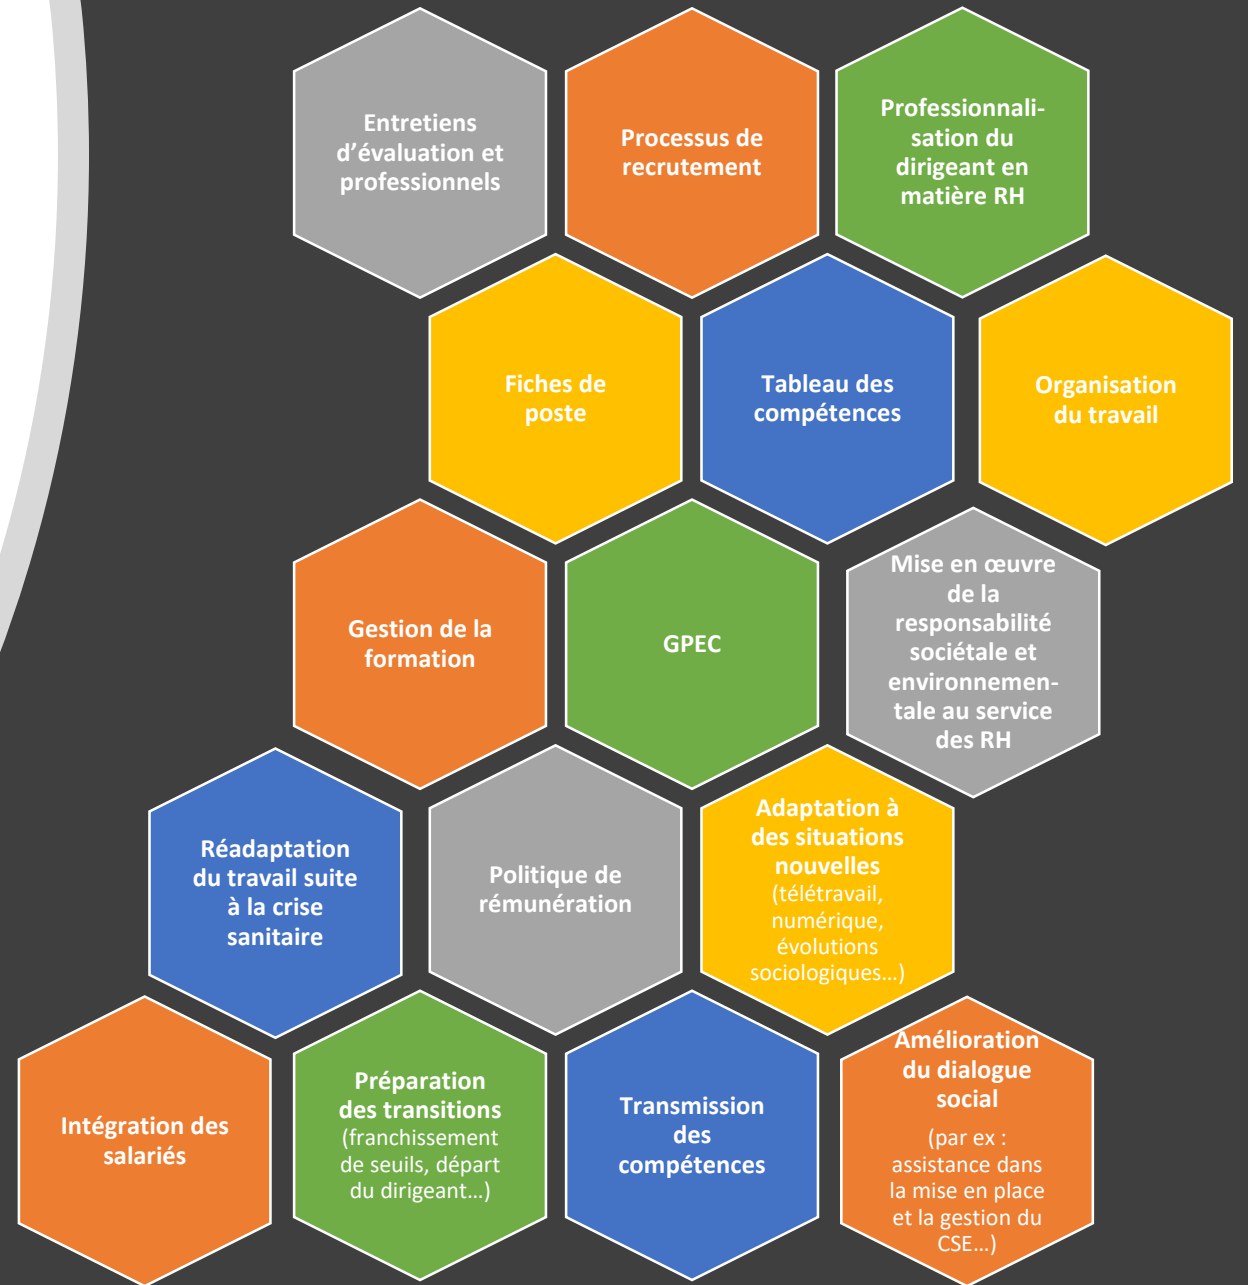 Entretiens
d’évaluation et
professionnels
Processus de
recrutement
Professionnali-
sation du
dirigeant en
matière RH
Fiches de
poste
Tableau des
compétences
Organisation
du travail
Gestion de la
formation
GPEC
Mise en œuvre
de la
responsabilité
sociétale et
environnemen-
tale au service
des RH
Réadaptation
du travail suite
à la crise
sanitaire
Politique de
rémunération
Adaptation à
des situations
nouvelles
(télétravail,
numérique,
évolutions
sociologiques…)
Intégration des
salariés
Préparation
des transitions
(franchissement
de seuils, départ
du dirigeant…)
Transmission
des
compétences
Amélioration
du dialogue
social
(par ex :
assistance dans
la mise en place
et la gestion du
CSE…)